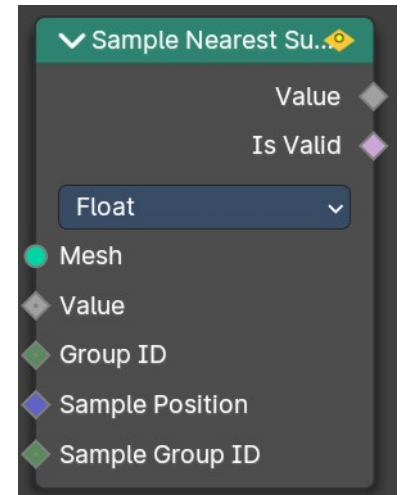 Sample Nearest Su...
Value
Is Valid
Float
Mesh
Value
Group ID
Sample Position
Sample Group ID